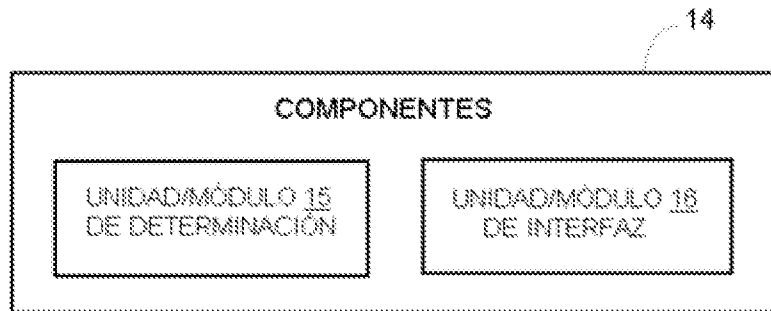 14
COMPONENTES
UNIDAD/MÓDULO 15
DE DETERMINACIÓN
UNIDAD/MÓDULO 16
DE INTERFAZ